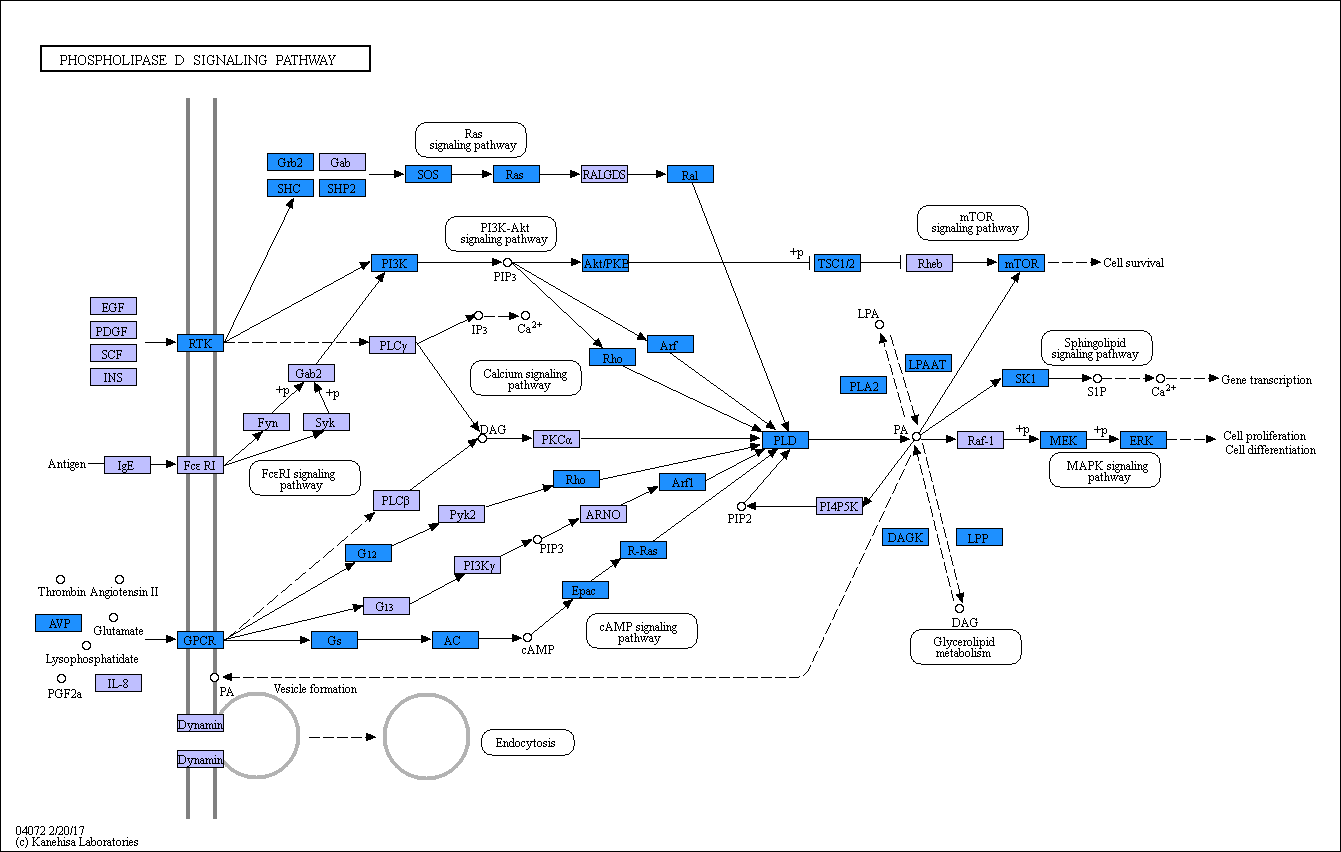 PHOSPHOLIPASE D SIGNALING PATHWAY
Ras
signaling pathway
Grb2
Gab
SHC
SHP2
SOS
Ras
RALGDS
Ral
PI3K-Akt
signaling pathway
mTOR
signaling pathway
PI3K
PIP3
Akt/PKB
+p
TSC1/2
Rheb
mTOR
Cell survival
EGF
PDGF
SCF
INS
RTK
PLCγ
IP3
Ca2+
Rho
Arf
LPA
LPAAT
PLA2
Sphingolipid
signaling pathway
SK1
S1P
Ca2+
Gene transcription
Gab2
+p
+p
Fyn
Syk
Calcium signaling
pathway
DAG
PKCα
PLD
PA
Raf-1
+p
MEK
+p
ERK
Cell proliferation
Cell differentiation
MAPK signaling
pathway
Antigen
IgE
Fcε RI
FcεRI signaling
pathway
PLCβ
Pyk2
Rho
Arf1
ARNO
PIP2
PI4P5K
G12
PI3Kγ
PIP3
R-Ras
DAGK
LPP
Epac
G13
Thrombin
Angiotensin II
AVP
Glutamate
Lysophosphatidate
PGF2a
IL-8
GPCR
Gs
AC
cAMP
cAMP signaling
pathway
DAG
Glycerolipid
metabolism
PA
Vesicle formation
Dynamin
Dynamin
Endocytosis
04072 2/20/17
(c) Kanehisa Laboratories